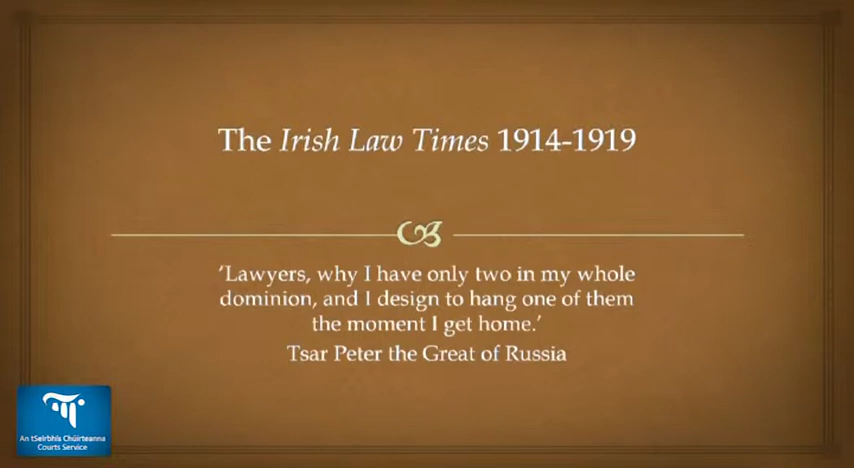 The Irish Law Times 1914-1919
'Lawyers, why I have only two in my whole
dominion, and I design to hang one of them
the moment I get home.'
Tsar Peter the Great of Russia
An tSeirbhís Chúirteanna
Courts Service